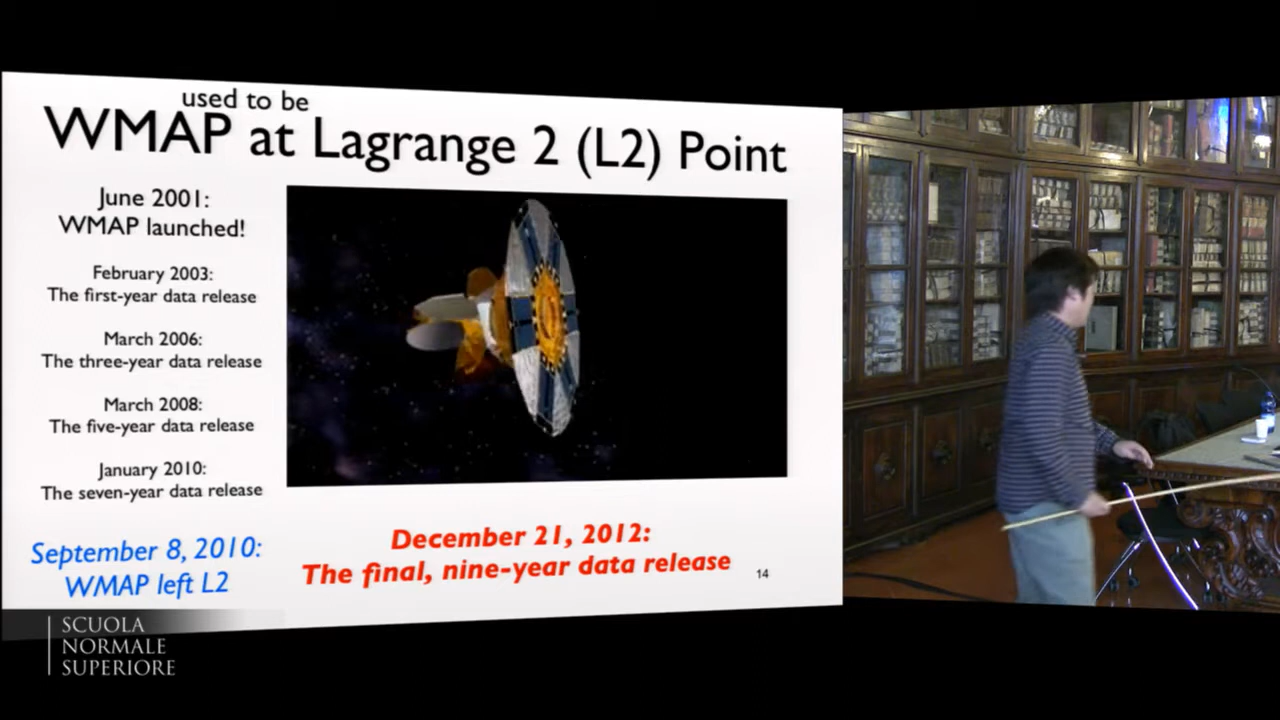 used to be
WMAP at Lagrange 2 (L2) Point
June 2001:
WMAP launched!
February 2003:
The first-year data release
March 2006:
The three-year data release
March 2008:
The five-year data release
January 2010:
The seven-year data release
September 8, 2010:
WMAP left L2
December 21, 2012:
The final, nine-year data release
14
SCUOLA
NORMALE
SUPERIORE